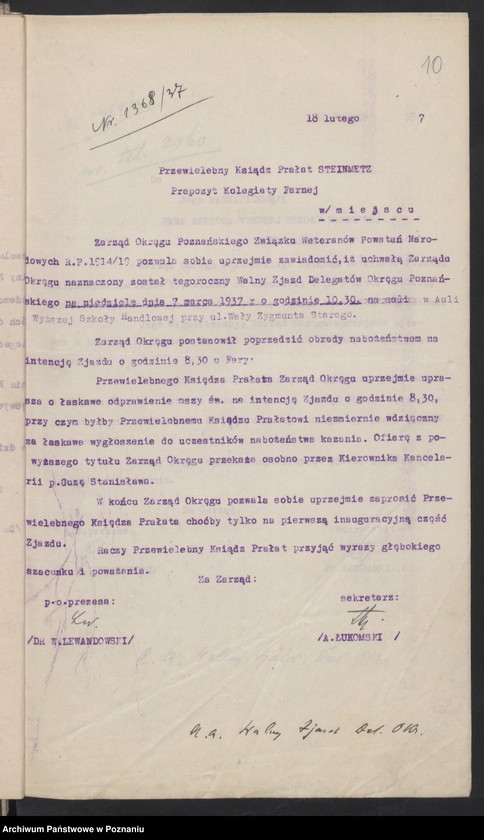 10
Nr. 1368/37
18 lutego 7
Przewielebny Ksiądz Prałat STEINMETZ
Prepozyt Kolegiaty Farnej
w/ m i e j s c u
Zarząd Okręgu Poznańskiego Związku Weteranów Powstań Naro-
dowych R.P.1914/19 pozwala sobie uprzejmie zawiadomić,iż uchwałą Zarządu
Okręgu naznaczony został tegoroczny Walny Zjazd Delegatów Okręgu Poznań-
skiego na niedzielę dnia 7 marca 1937 r o godzinie 10.30. na sali w Auli
Wyższej Szkoły Handlowej przy ul.Wały Zygmunta Starego.
Zarząd Okręgu postanowił poprzedzić obrady nabożeństwem na
intencję Zjazdu o godzinie 8,30 u Fary.
Przewielebnego Księdza Prałata Zarząd Okręgu uprzejmie upra-
sza o łaskawe odprawienie mszy św. na intencję Zjazdu o godzinie 8,30,
przy czym byłby Przewielebnemu Księdzu Prałatowi niezmiernie wdzięczny
za łaskawe wygłoszenie do uczestników nabożeństwa kazania. Ofiarę z po-
wyższego tytułu Zarząd Okręgu przekaże osobno przez Kierownika Kancela-
rii p.Guzę Stanisława.
W końcu Zarząd Okręgu pozwala sobie uprzejmie zaprosić Prze-
wielebnego Księdza Prałata choćby tylko na pierwszą inauguracyjną część
Zjazdu.
Raczy Przewielebny Ksiądz Prałat przyjąć wyrazy głębokiego
szacunku i poważania.
Za Zarząd:
p.o.prezesa: sekretarz:
Lw.
/DR W.LEWANDOWSKI/ /A.ŁUKOMSKI /
a.a. Walny Zjazd Del. Okr.
Archiwum Państwowe w Poznaniu